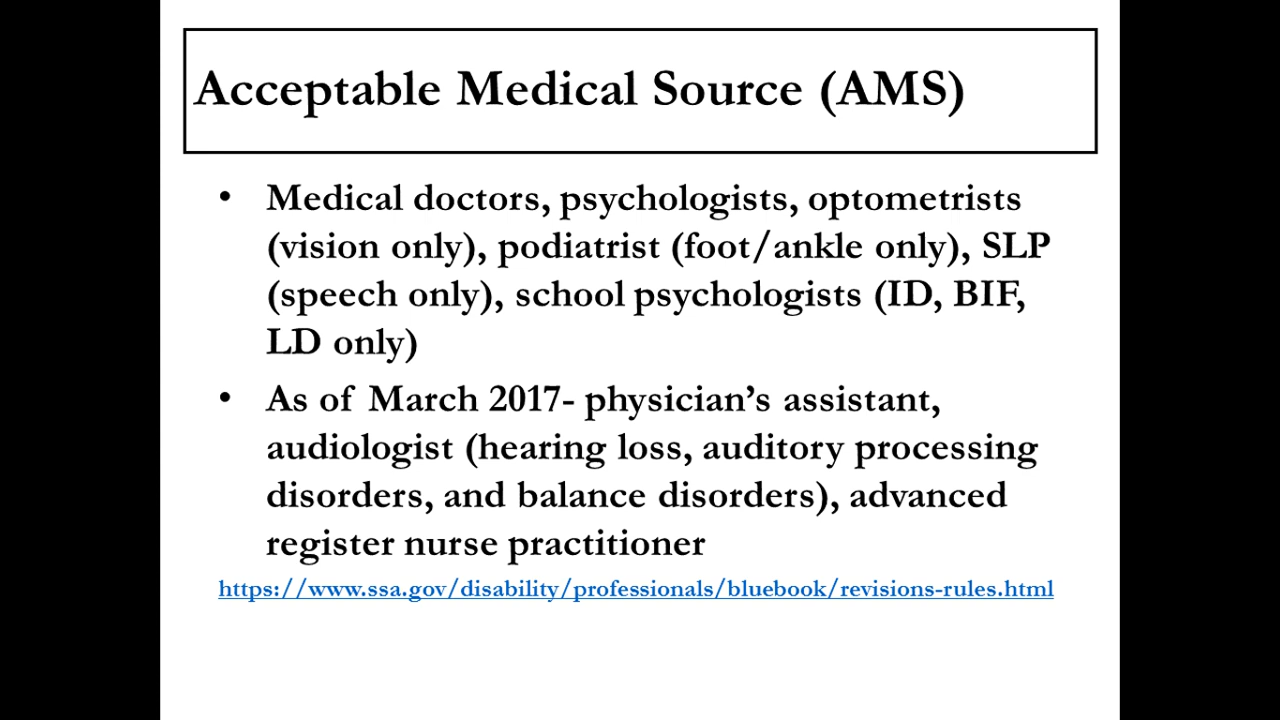 Acceptable Medical Source (AMS)
• Medical doctors, psychologists, optometrists
(vision only), podiatrist (foot/ankle only), SLP
(speech only), school psychologists (ID, BIF,
LD only)
• As of March 2017- physician’s assistant,
audiologist (hearing loss, auditory processing
disorders, and balance disorders), advanced
register nurse practitioner
https://www.ssa.gov/disability/professionals/bluebook/revisions-rules.html